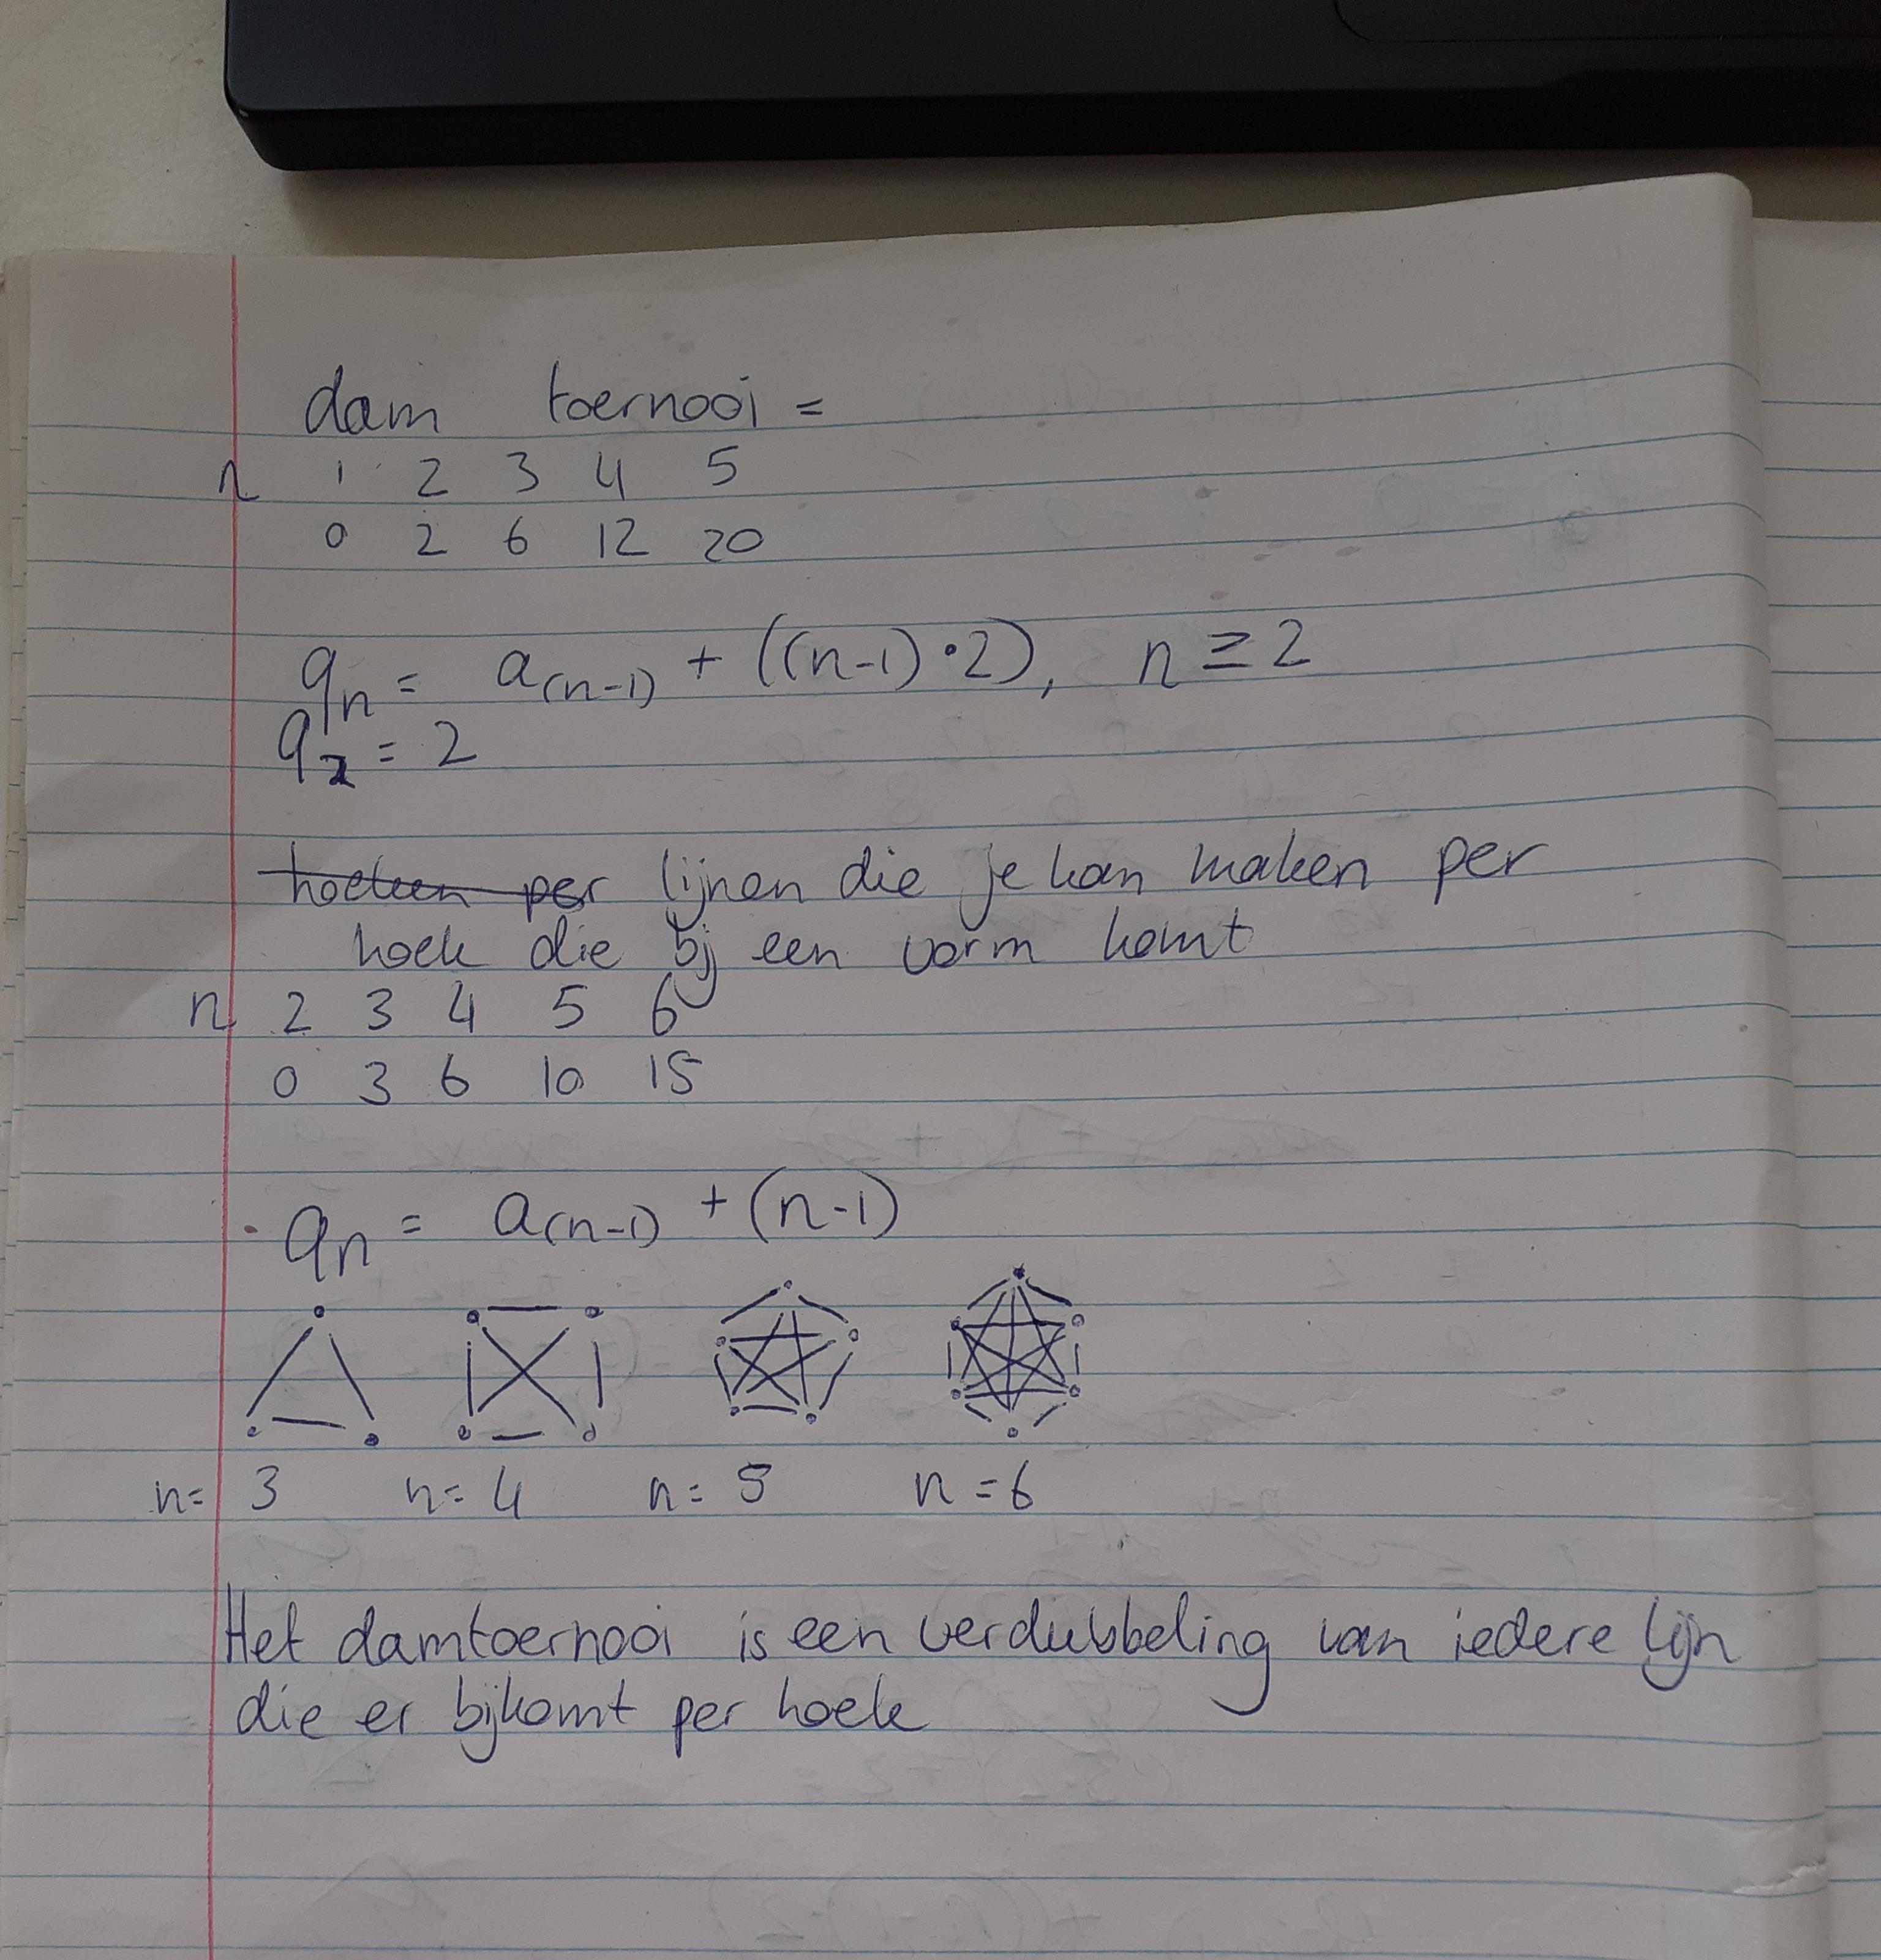 dam toernooi =
n 1 2 3 4 5
0 2 6 12 20
a_n = a_(n-1) + ((n-1)·2), n ≥ 2
a_2 = 2
hoeken per lijnen die je kan maken per
hoek die bij een vorm komt
n 2 3 4 5 6
0 3 6 10 15
a_n = a_(n-1) + (n-1)
n= 3 n= 4 n= 5 n = 6
Het damtoernooi is een verdubbeling van iedere lijn
die er bijkomt per hoek